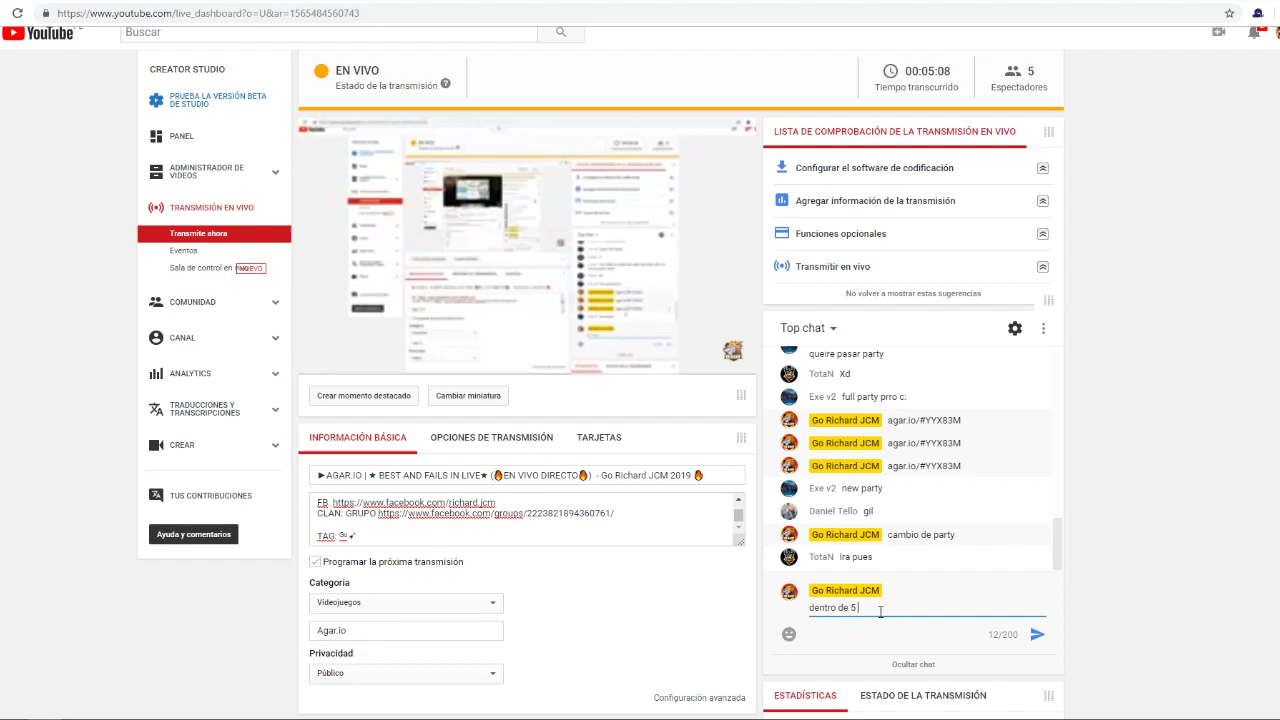 https://www.youtube.com/live_dashboard?o=U&ar=1565484560743
YouTube
Buscar
CREATOR STUDIO
PRUEBA LA VERSIÓN BETA
DE STUDIO
PANEL
ADMINISTRADOR DE
VÍDEOS
TRANSMISIÓN EN VIVO
Transmite ahora
Eventos
Sala de control en
COMUNIDAD
CANAL
ANALYTICS
TRADUCCIONES Y
TRANSCRIPCIONES
CREAR
TUS CONTRIBUCIONES
Ayuda y comentarios
EN VIVO
Estado de la transmisión
00:05:08
Tiempo transcurrido
5
Espectadores
Crear momento destacado
Cambiar miniatura
INFORMACIÓN BÁSICA
OPCIONES DE TRANSMISIÓN
TARJETAS
▶AGAR.IO | ★ BEST AND FAILS IN LIVE★ (🔥EN VIVO DIRECTO🔥) - Go Richard JCM 2019 🔥
FB. https://www.facebook.com/richard.jcm
CLAN: GRUPO https://www.facebook.com/groups/2223821894360761/
TAG: Go
Programar la próxima transmisión
Categoría
Videojuegos
Agar.io
Privacidad
Público
Configuración avanzada
LISTA DE COMPROBACIÓN DE LA TRANSMISIÓN EN VIVO
Configurar el software de codificación
Agregar información de la transmisión
Funciones opcionales
Transmitir en vivo
No volver a mostrar estas sugerencias
Top chat
queire pasar party
TotaN Xd
Exe v2 full party prro c:
Go Richard JCM agar.io/#YYX83M
Go Richard JCM agar.io/#YYX83M
Go Richard JCM agar.io/#YYX83M
Exe v2 new party
Daniel Tello gil
Go Richard JCM cambio de party
TotaN Ira pues
Go Richard JCM
dentro de 5
12/200
Ocultar chat
ESTADÍSTICAS
ESTADO DE LA TRANSMISIÓN